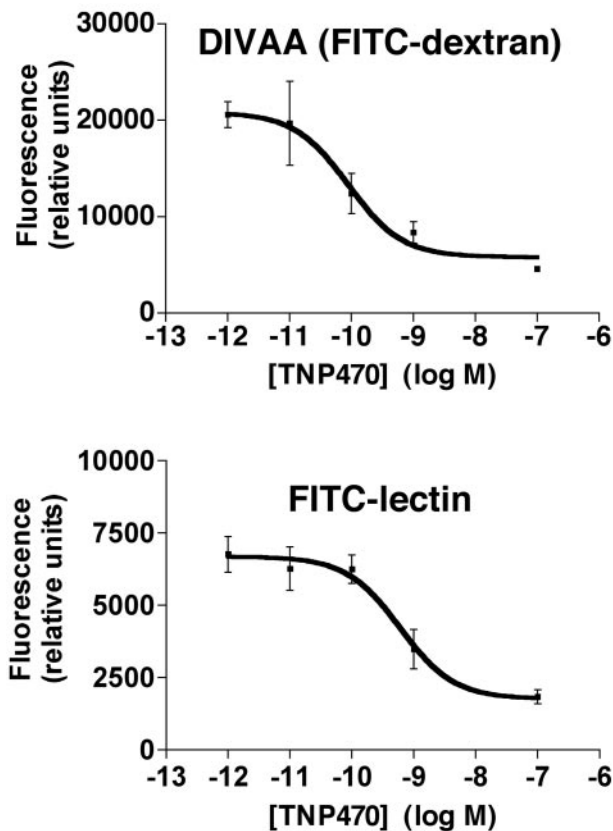 DIVAA (FITC-dextran)
Fluorescence
(relative units)
30000
20000
10000
0
-13 -12 -11 -10 -9 -8 -7 -6
[TNP470] (log M)
FITC-lectin
Fluorescence
(relative units)
10000
7500
5000
2500
0
-13 -12 -11 -10 -9 -8 -7 -6
[TNP470] (log M)